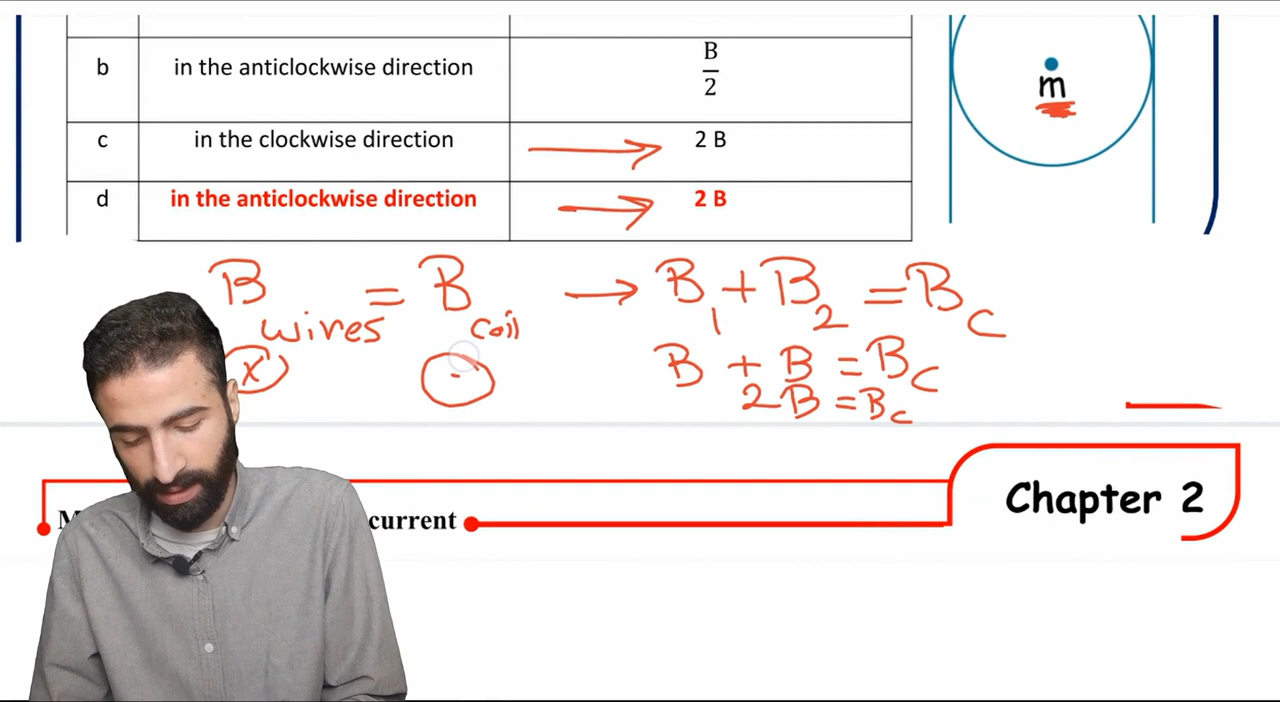 b in the anticlockwise direction B/2
m
c in the clockwise direction → 2 B
d in the anticlockwise direction → 2 B
B wires = B coil → B1 + B2 = Bc
x
B + B = Bc
2B = Bc
Chapter 2
current